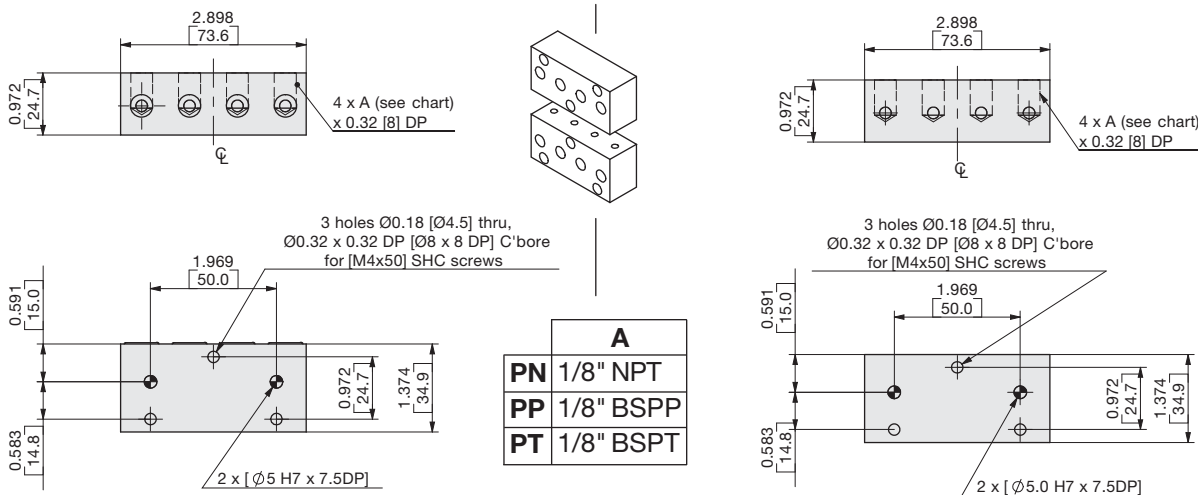 2.898
73.6
0.972
24.7
4 x A (see chart)
x 0.32 [8] DP
℄
2.898
73.6
0.972
24.7
4 x A (see chart)
x 0.32 [8] DP
℄
3 holes Ø0.18 [Ø4.5] thru,
Ø0.32 x 0.32 DP [Ø8 x 8 DP] C'bore
for [M4x50] SHC screws
1.969
50.0
0.591
15.0
0.583
14.8
0.972
24.7
1.374
34.9
2 x [Ø5 H7 x 7.5DP]
A
PN 1/8" NPT
PP 1/8" BSPP
PT 1/8" BSPT
3 holes Ø0.18 [Ø4.5] thru,
Ø0.32 x 0.32 DP [Ø8 x 8 DP] C'bore
for [M4x50] SHC screws
1.969
50.0
0.591
15.0
0.583
14.8
0.972
24.7
1.374
34.9
2 x [Ø5.0 H7 x 7.5DP]